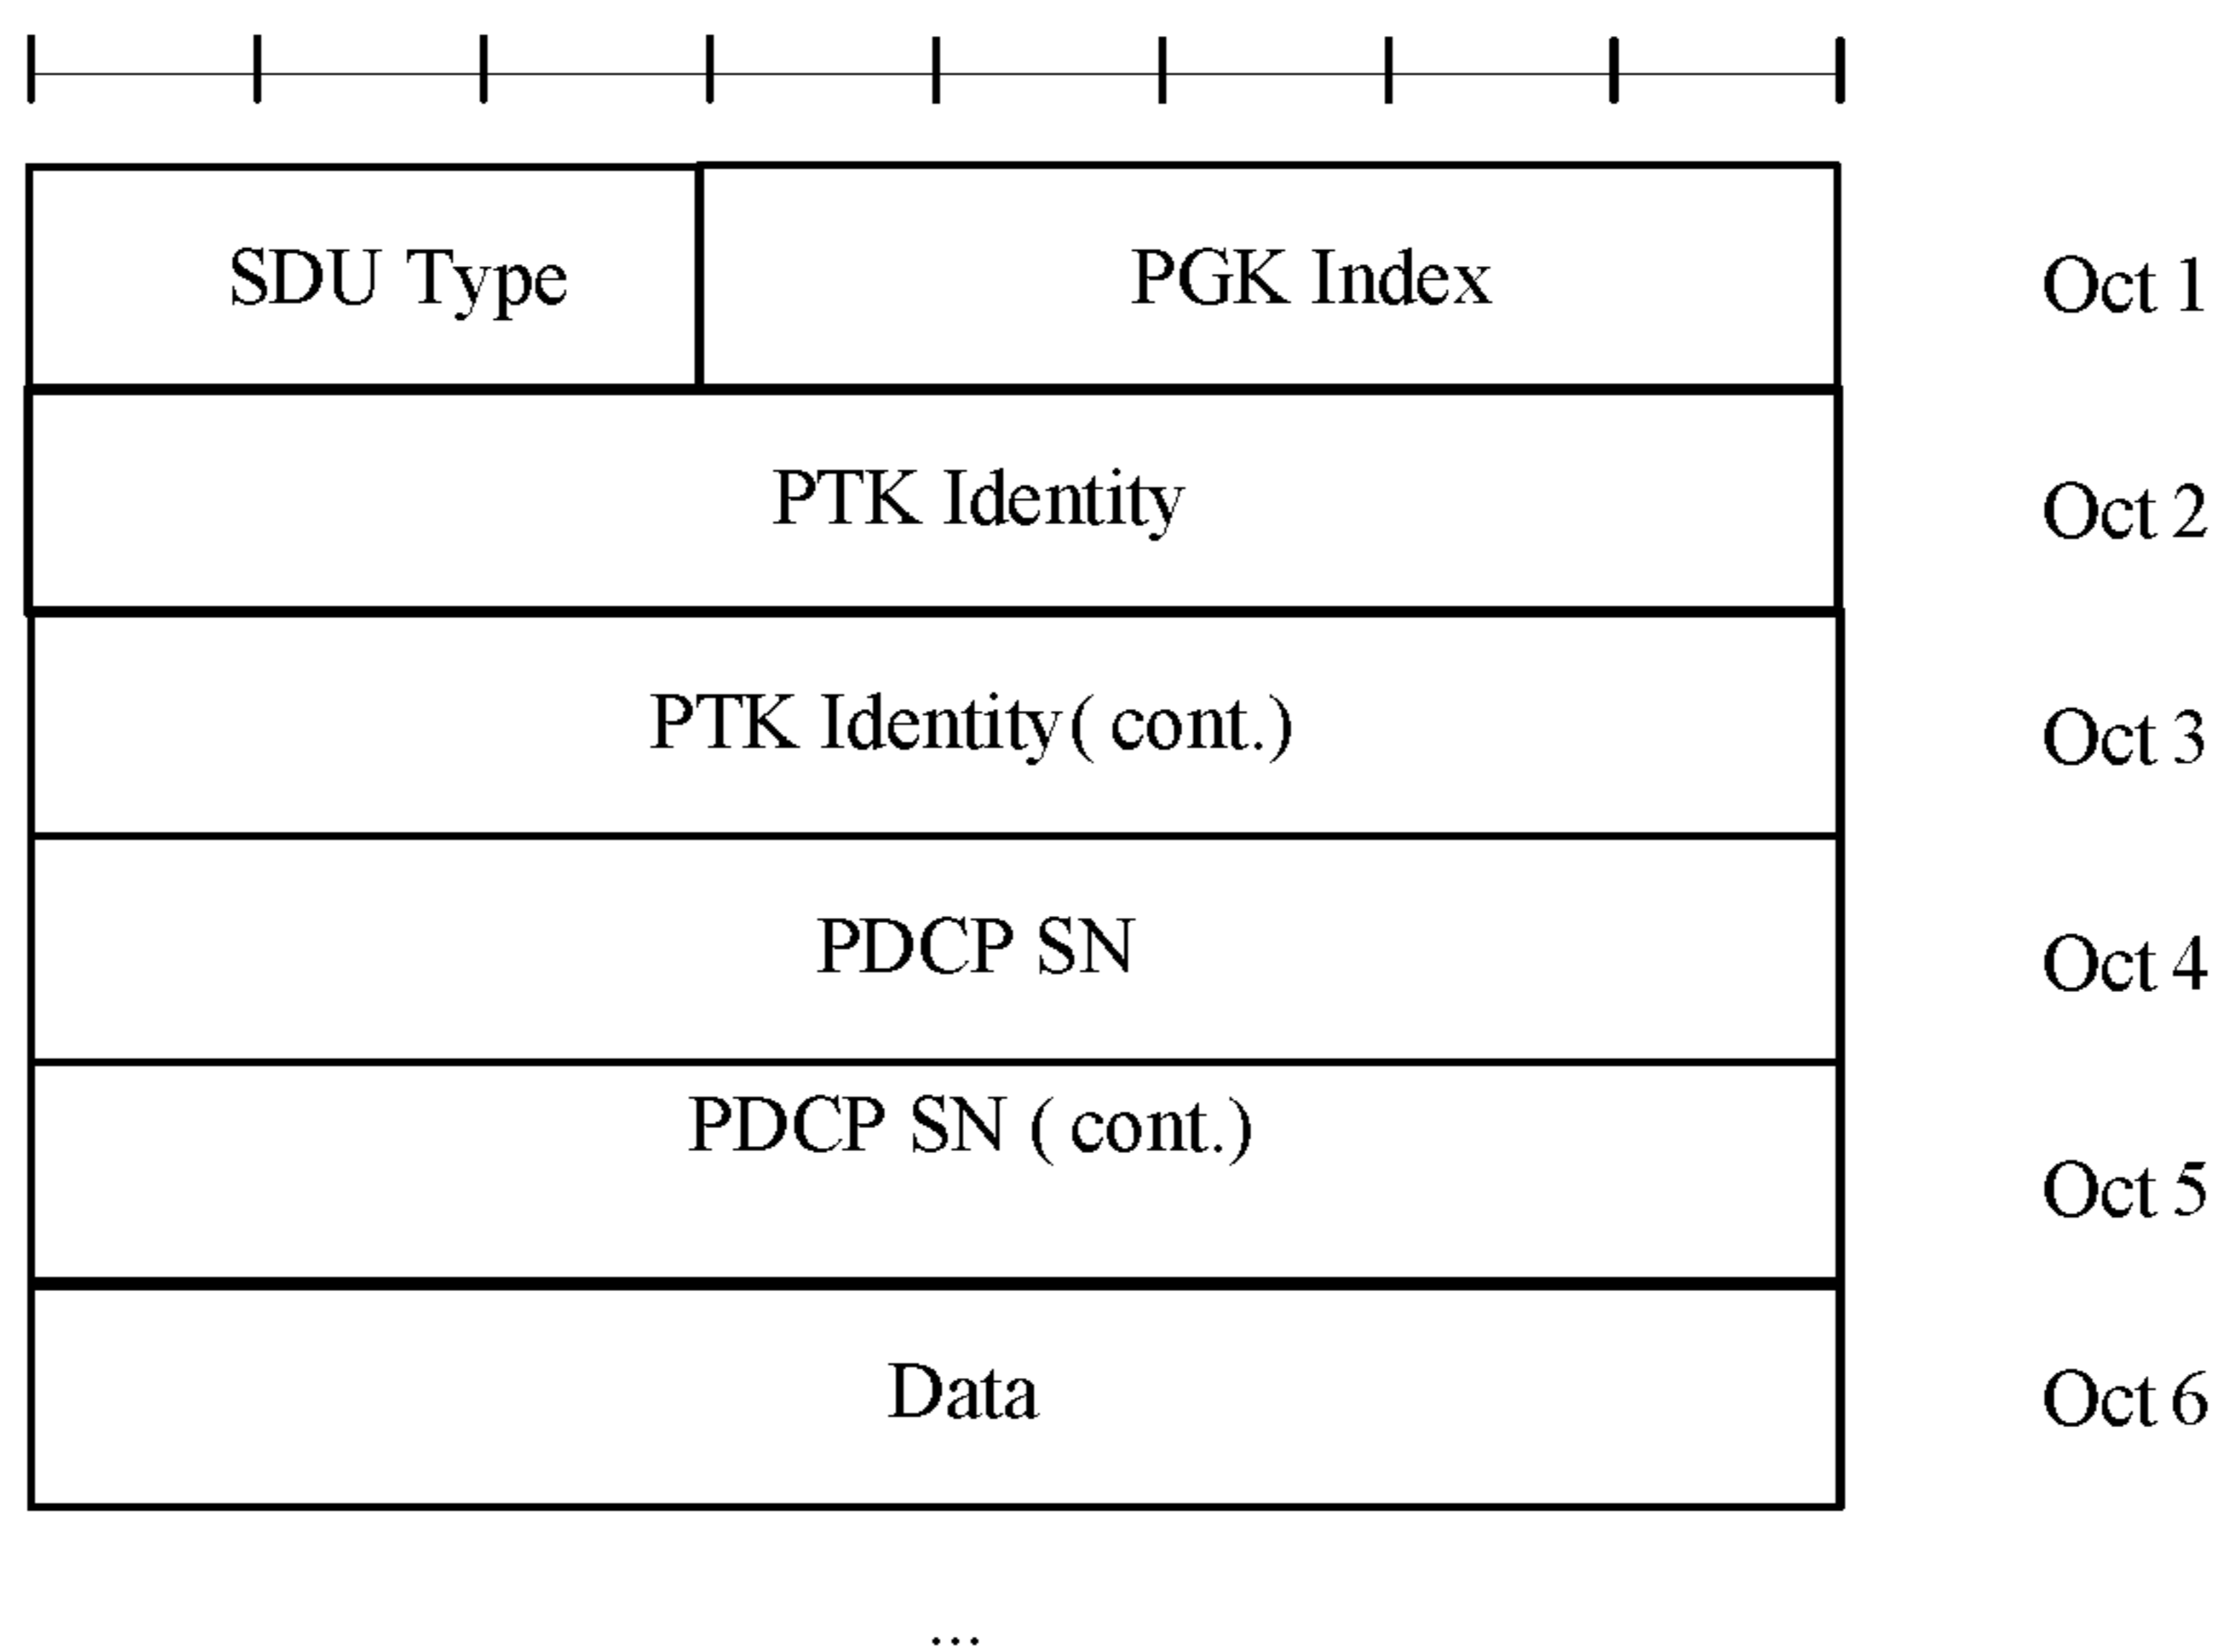 SDU Type PGK Index Oct 1
PTK Identity Oct 2
PTK Identity( cont.) Oct 3
PDCP SN Oct 4
PDCP SN ( cont.) Oct 5
Data Oct 6
...